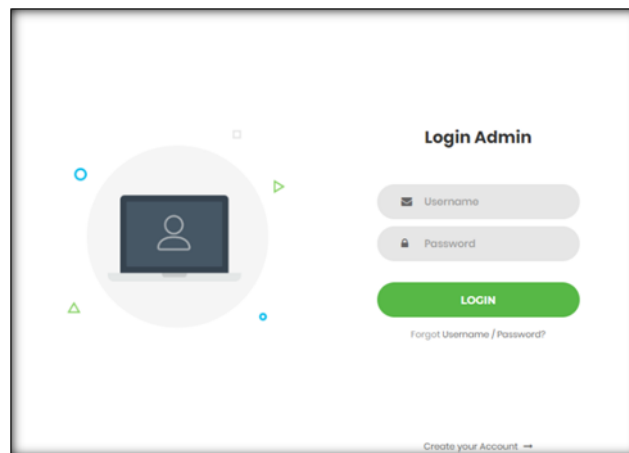 Login Admin
Username
Password
LOGIN
Forgot Username / Password?
Create your Account →